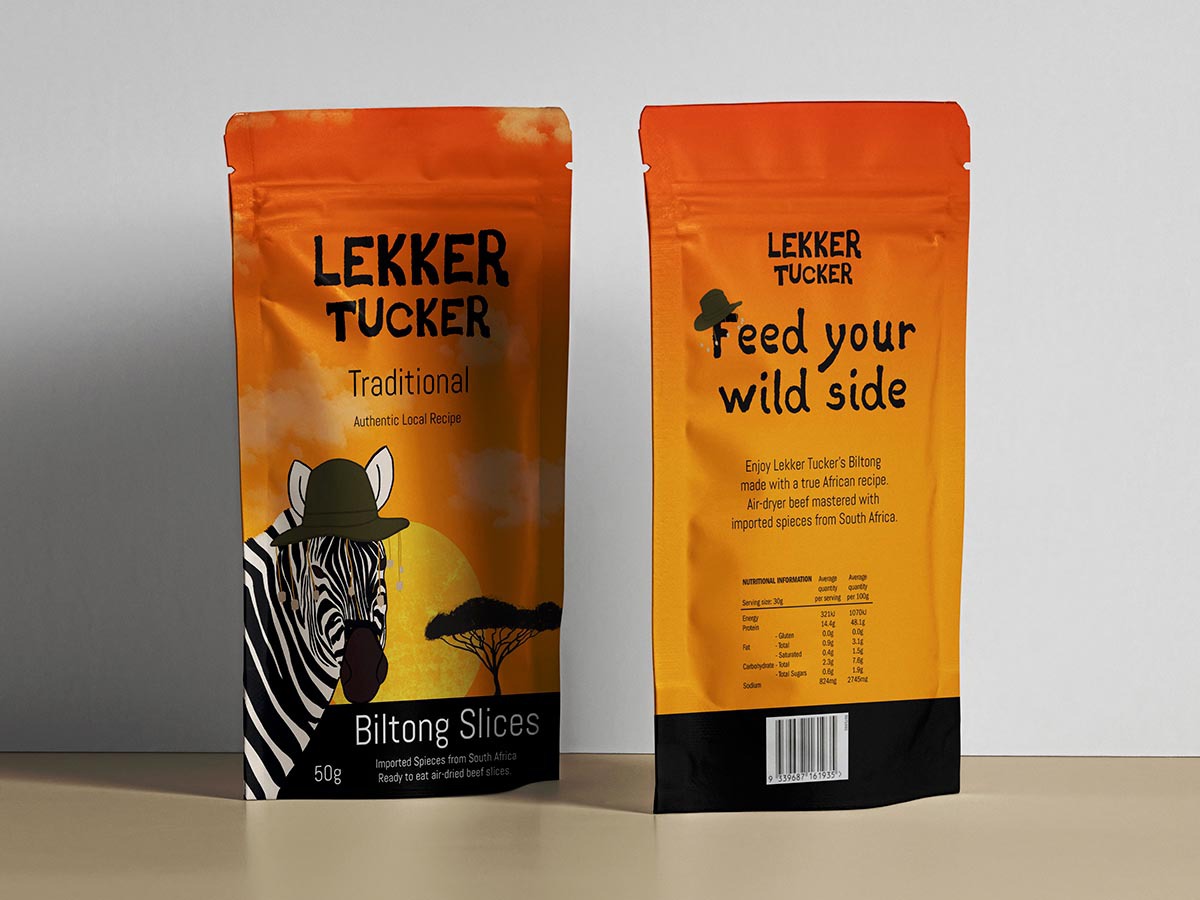 LEKKER
TUCKER
Traditional
Authentic Local Recipe
Biltong Slices
50g
Imported Spieces from South Africa
Ready to eat air-dried beef slices.
LEKKER
TUCKER
Feed your
wild side
Enjoy Lekker Tucker's Biltong
made with a true African recipe.
Air-dryer beef mastered with
imported spieces from South Africa.
NUTRITIONAL INFORMATION Average Average
quantity quantity
Serving size: 30g per serving per 100g
Energy 321kJ 1070kJ
Protein 14.4g 48.1g
- Gluten 0.0g 0.0g
Fat - Total 0.9g 3.1g
- Saturated 0.4g 1.5g
Carbohydrate - Total 2.3g 7.6g
- Total Sugars 0.6g 1.9g
Sodium 824mg 2745mg
9 339687 161935 >